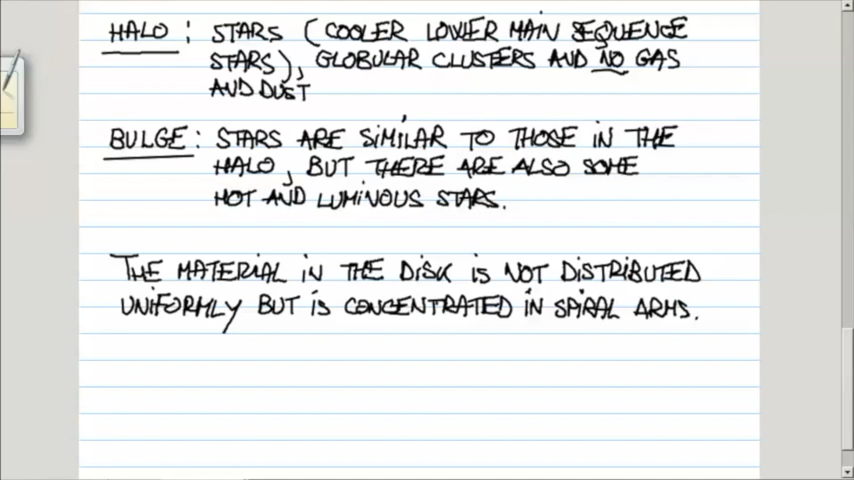 HALO: STARS (COOLER LOWER MAIN SEQUENCE
STARS), GLOBULAR CLUSTERS AND NO GAS
AND DUST
BULGE: STARS ARE SIMILAR TO THOSE IN THE
HALO, BUT THERE ARE ALSO SOME
HOT AND LUMINOUS STARS.
THE MATERIAL IN THE DISK IS NOT DISTRIBUTED
UNIFORMLY BUT IS CONCENTRATED IN SPIRAL ARMS.